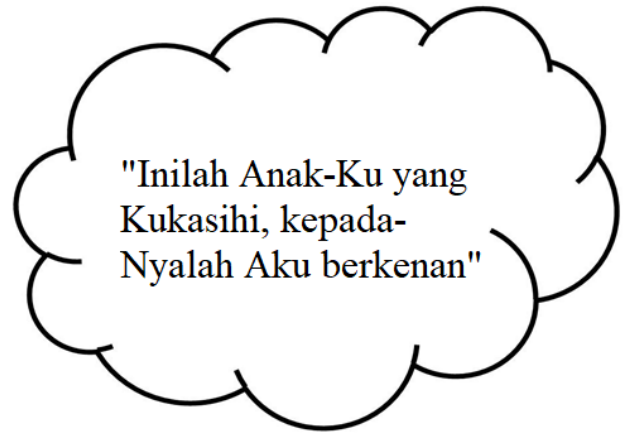 "Inilah Anak-Ku yang
Kukasihi, kepada-
Nyalah Aku berkenan"